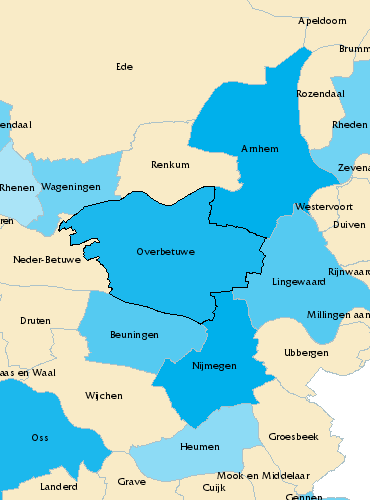 Apeldoorn
Brumm
Ede
Rozendaal
endaal
Rheden
Arnhem
Renkum
Zevena
Rhenen
Wageningen
Westervoort
ren
Duiven
Overbetuwe
Neder-Betuwe
Rijnwaard
Lingewaard
Millingen aan
Druten
Beuningen
Ubbergen
Nijmegen
aas en Waal
Wijchen
Oss
Groesbeek
Heumen
Mook en Middelaar
Grave
Landerd
Cuijk
Gennep